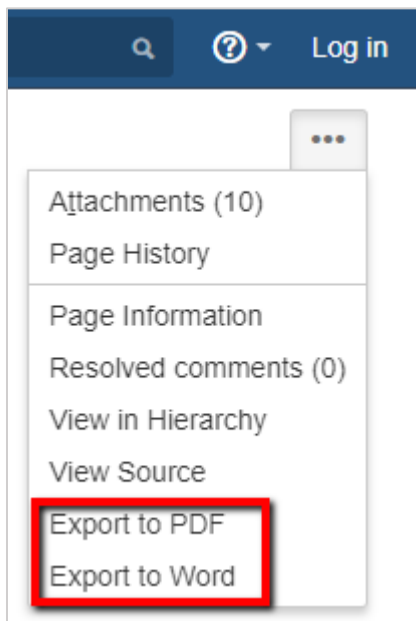 Log in
Attachments (10)
Page History
Page Information
Resolved comments (0)
View in Hierarchy
View Source
Export to PDF
Export to Word